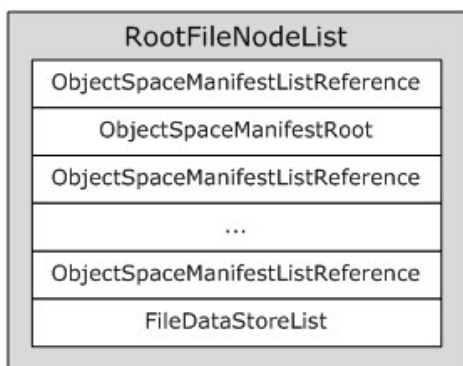 RootFileNodeList
ObjectSpaceManifestListReference
ObjectSpaceManifestRoot
ObjectSpaceManifestListReference
...
ObjectSpaceManifestListReference
FileDataStoreList